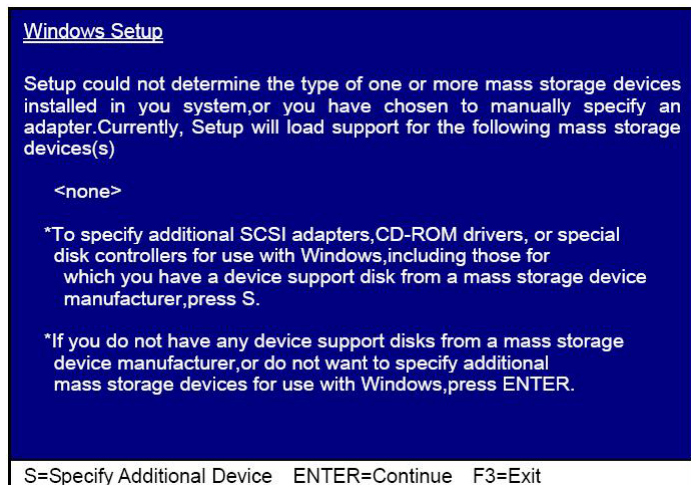 Windows Setup
Setup could not determine the type of one or more mass storage devices
installed in you system,or you have chosen to manually specify an
adapter.Currently, Setup will load support for the following mass storage
devices(s)
<none>
*To specify additional SCSI adapters,CD-ROM drivers, or special
disk controllers for use with Windows,including those for
which you have a device support disk from a mass storage device
manufacturer,press S.
*If you do not have any device support disks from a mass storage
device manufacturer,or do not want to specify additional
mass storage devices for use with Windows,press ENTER.
S=Specify Additional Device ENTER=Continue F3=Exit